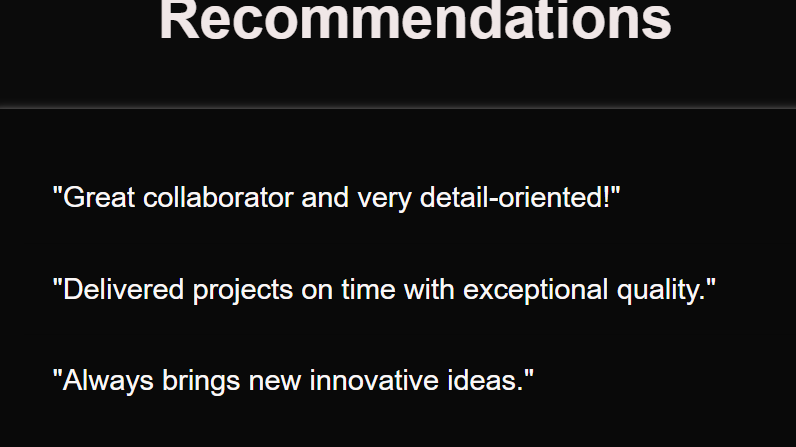 Recommendations
"Great collaborator and very detail-oriented!"
"Delivered projects on time with exceptional quality."
"Always brings new innovative ideas."